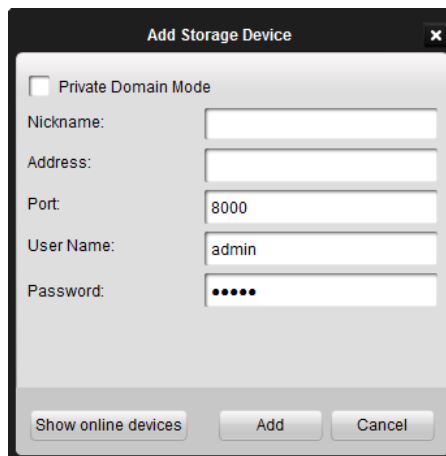 Add Storage Device
Private Domain Mode
Nickname:
Address:
Port: 8000
User Name: admin
Password: •••••
Show online devices Add Cancel